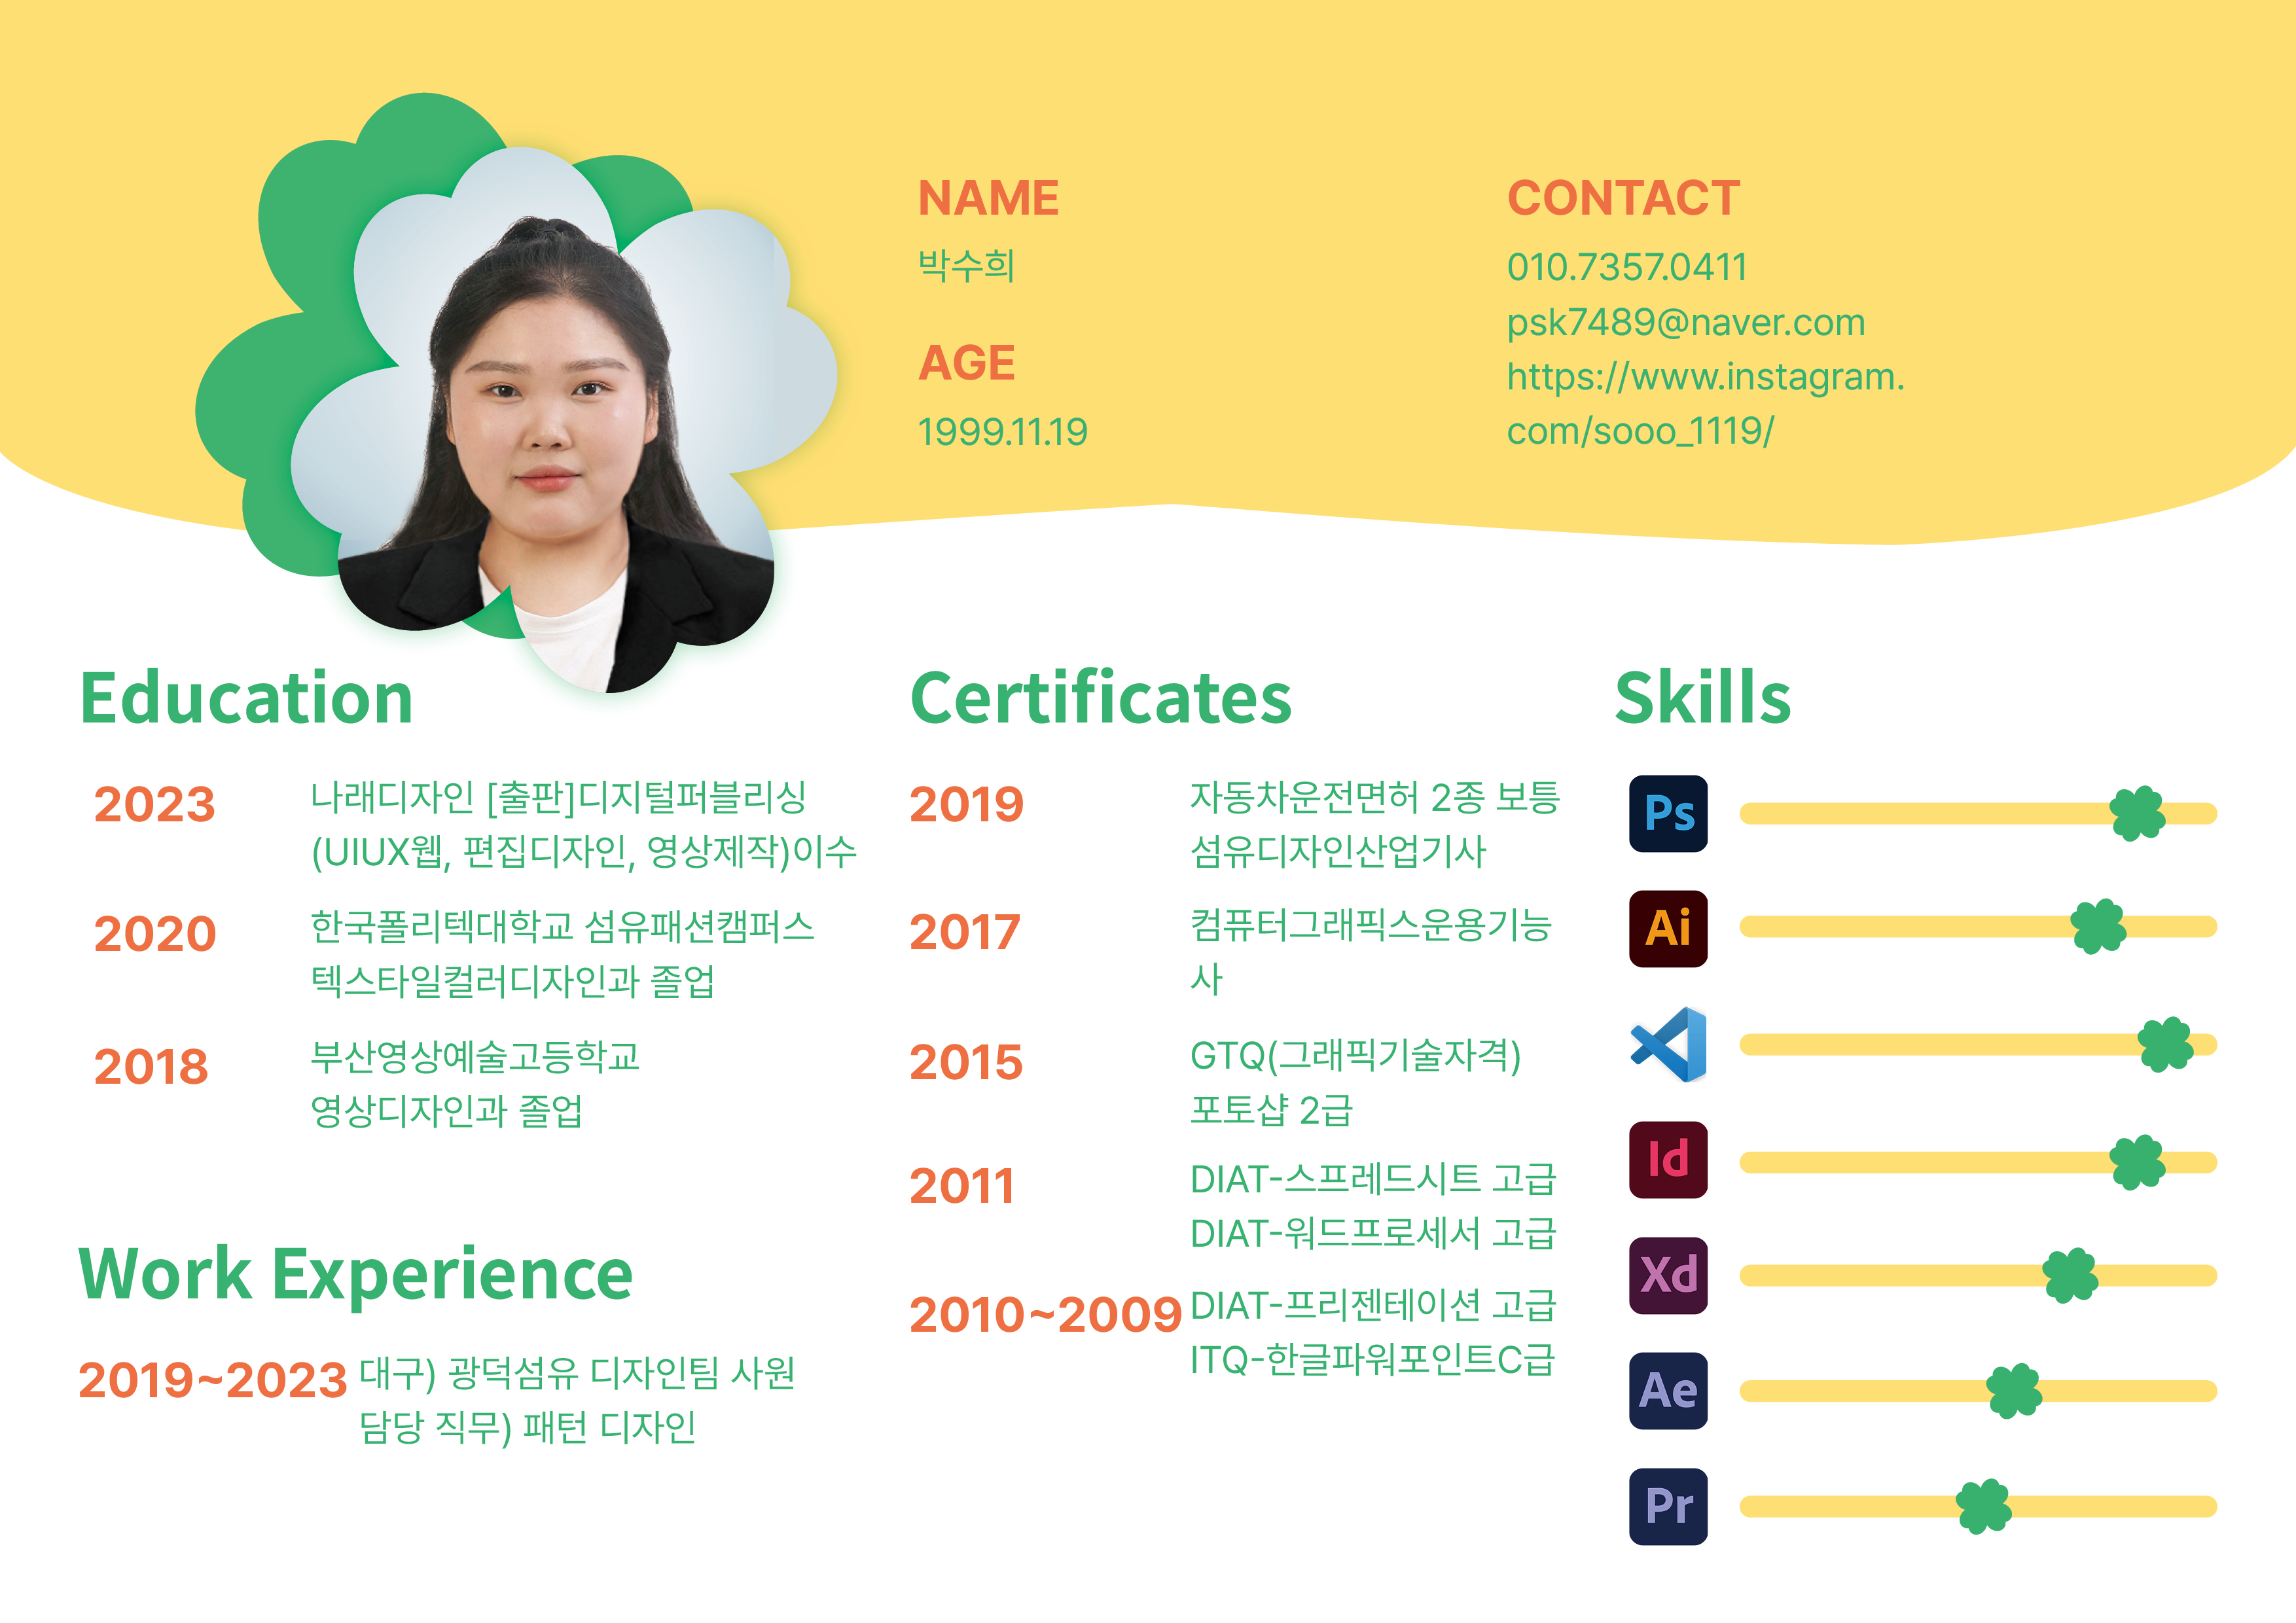 NAME
박수희
AGE
1999.11.19
CONTACT
010.7357.0411
psk7489@naver.com
https://www.instagram.
com/sooo_1119/
Education
2023
나래디자인 [출판]디지털퍼블리싱
(UIUX웹, 편집디자인, 영상제작)이수
2020
한국폴리텍대학교 섬유패션캠퍼스
텍스타일컬러디자인과 졸업
2018
부산영상예술고등학교
영상디자인과 졸업
Work Experience
2019~2023
대구) 광덕섬유 디자인팀 사원
담당 직무) 패턴 디자인
Certificates
2019
자동차운전면허 2종 보틍
섬유디자인산업기사
2017
컴퓨터그래픽스운용기능
사
2015
GTQ(그래픽기술자격)
포토샵 2급
2011
DIAT-스프레드시트 고급
DIAT-워드프로세서 고급
2010~2009
DIAT-프리젠테이션 고급
ITQ-한글파워포인트C급
Skills
Ps
Ai
Id
Xd
Ae
Pr